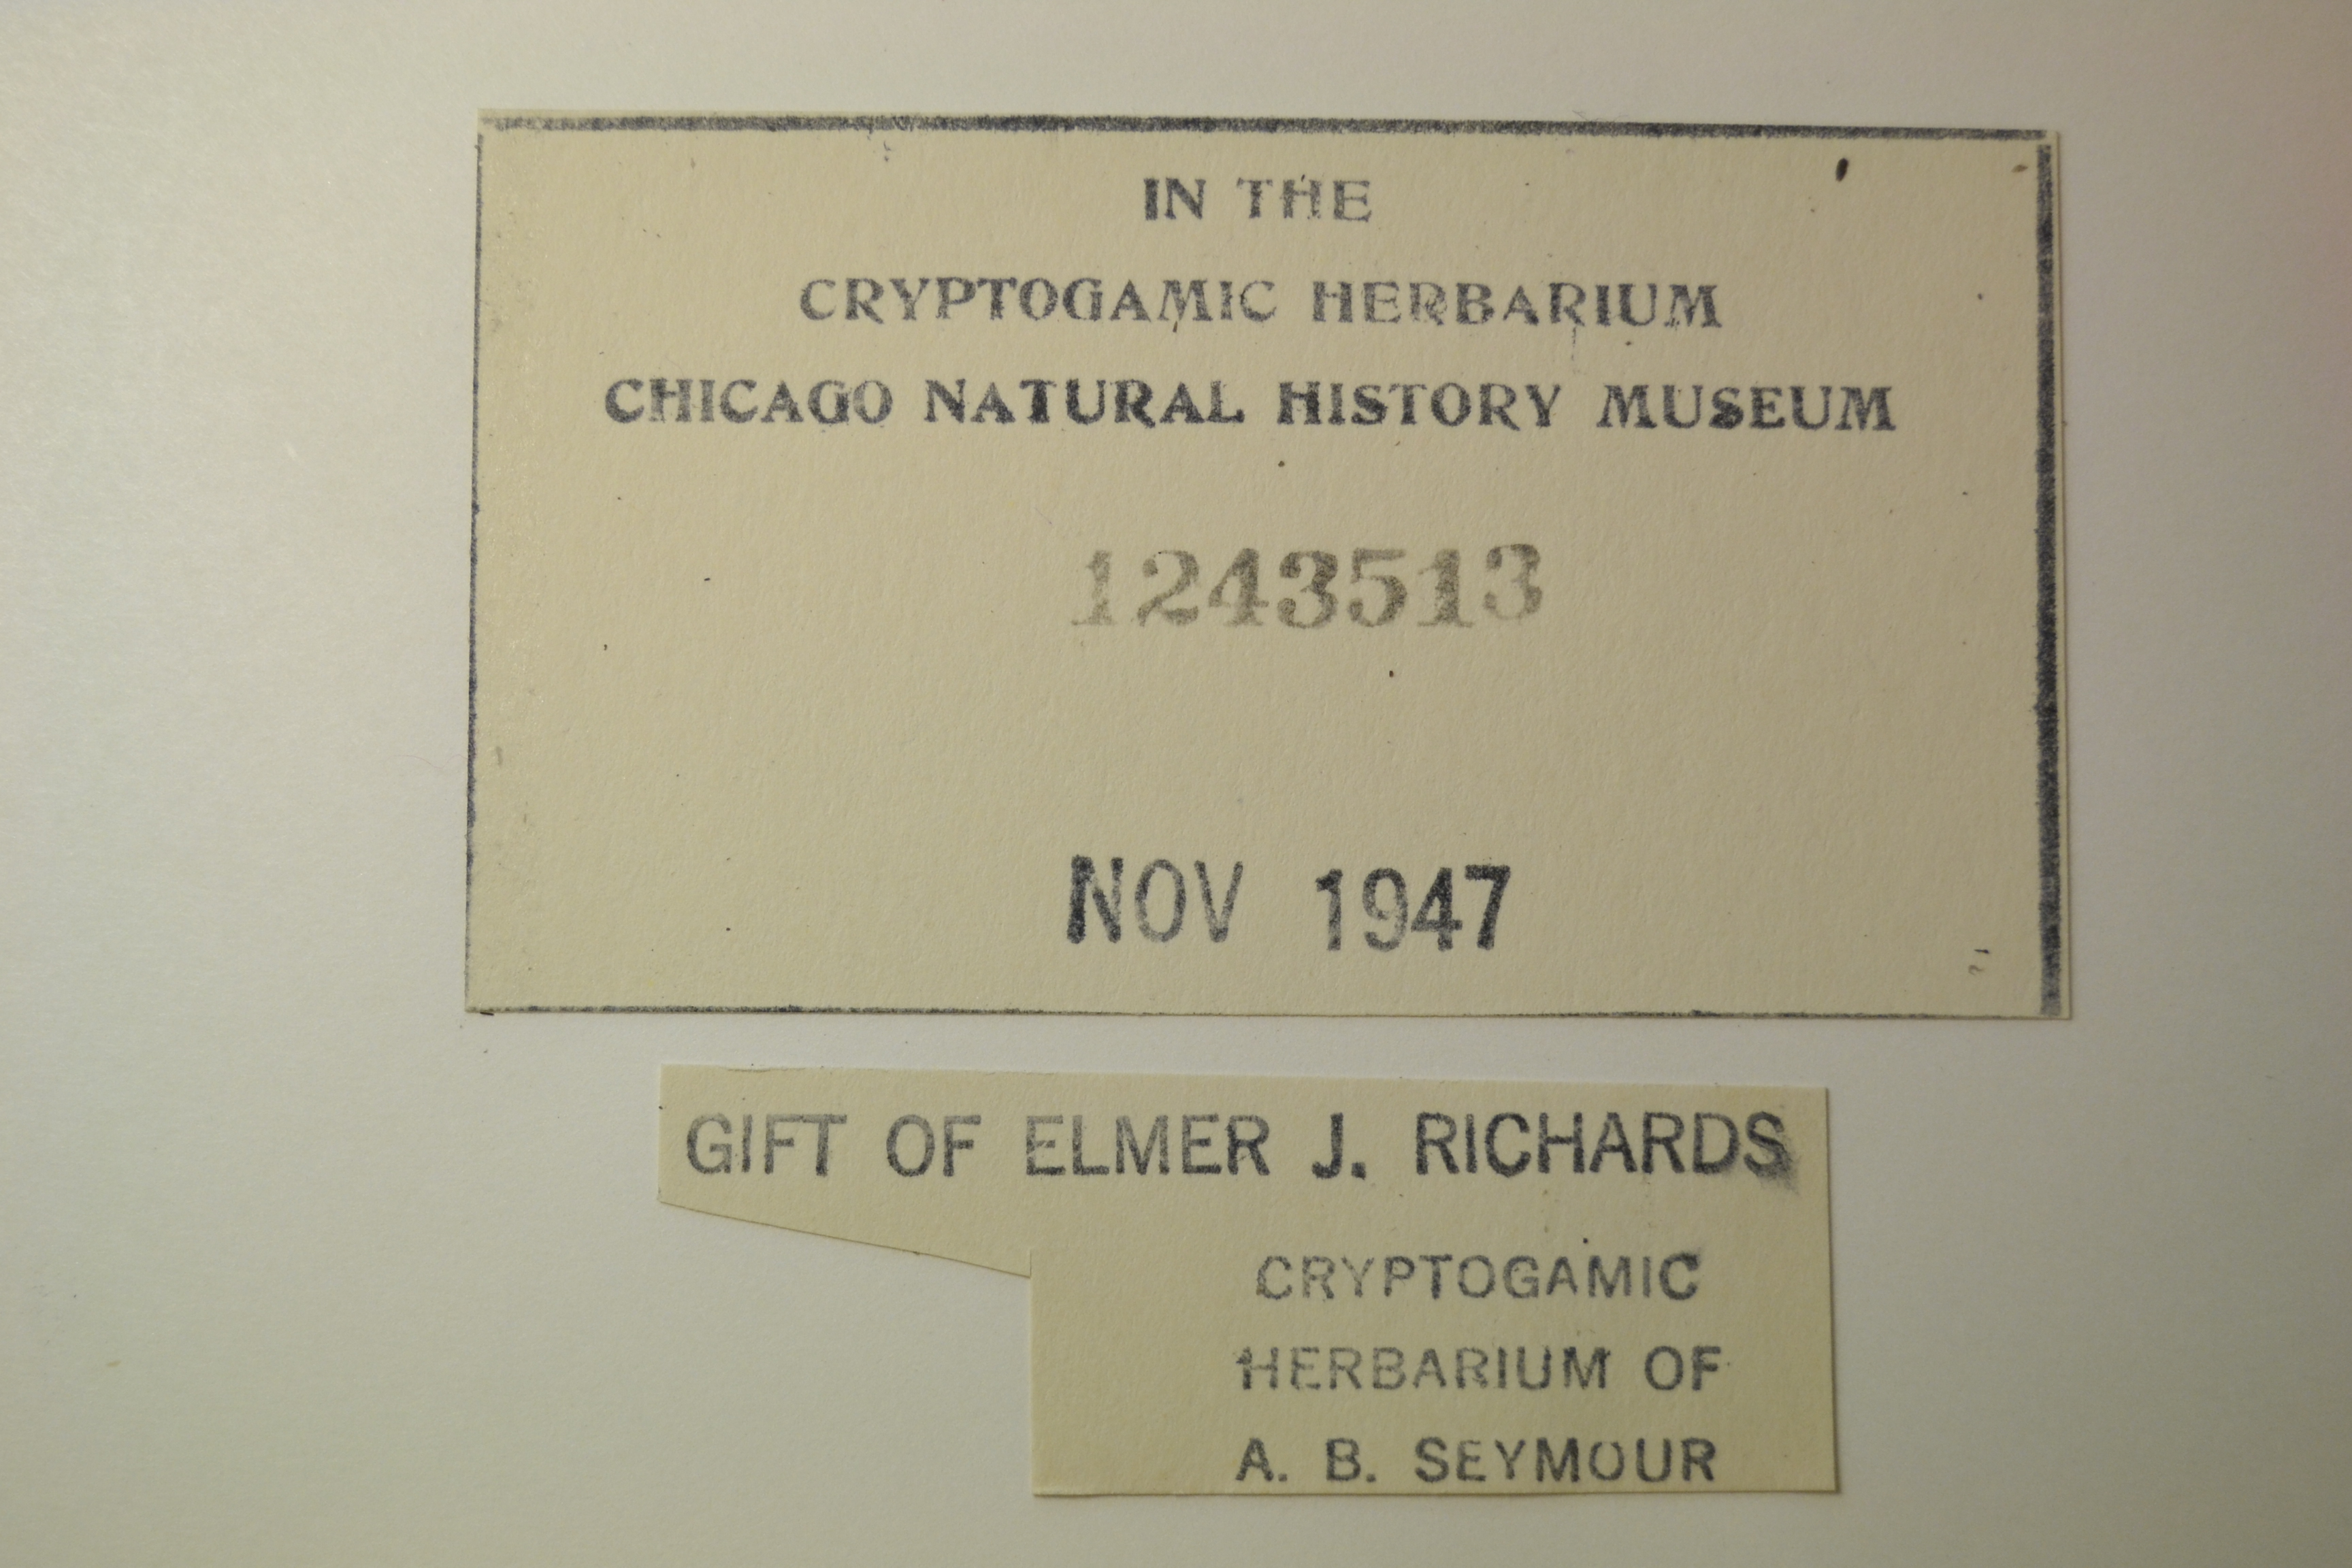 IN THE
CRYPTOGAMIC HERBARIUM
CHICAGO NATURAL HISTORY MUSEUM
1243513
NOV 1947
GIFT OF ELMER J. RICHARDS
CRYPTOGAMIC
HERBARIUM OF
A. B. SEYMOUR